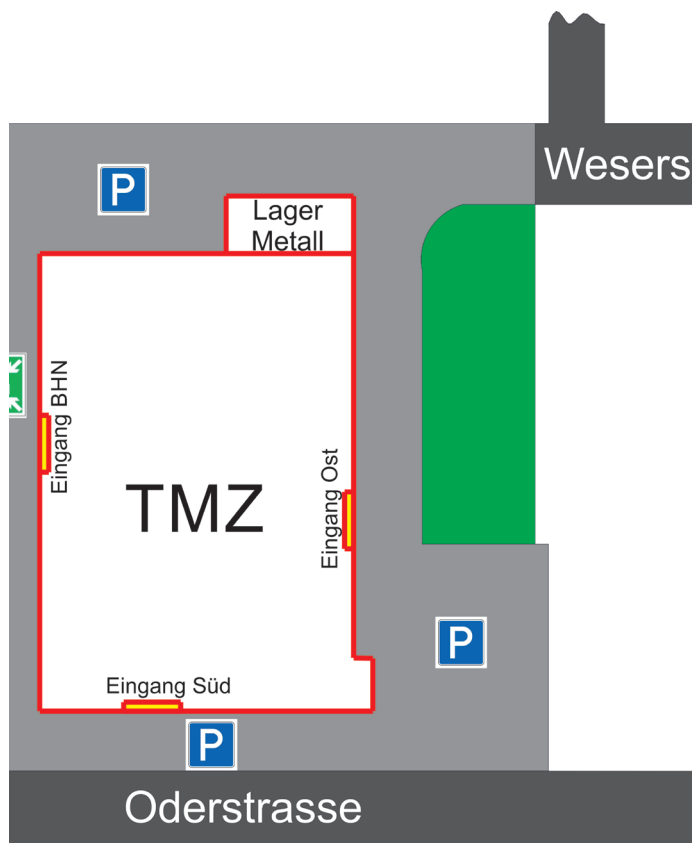 Wesers
P
Lager
Metall
Eingang BHN
TMZ
Eingang Ost
P
Eingang Süd
P
Oderstrasse